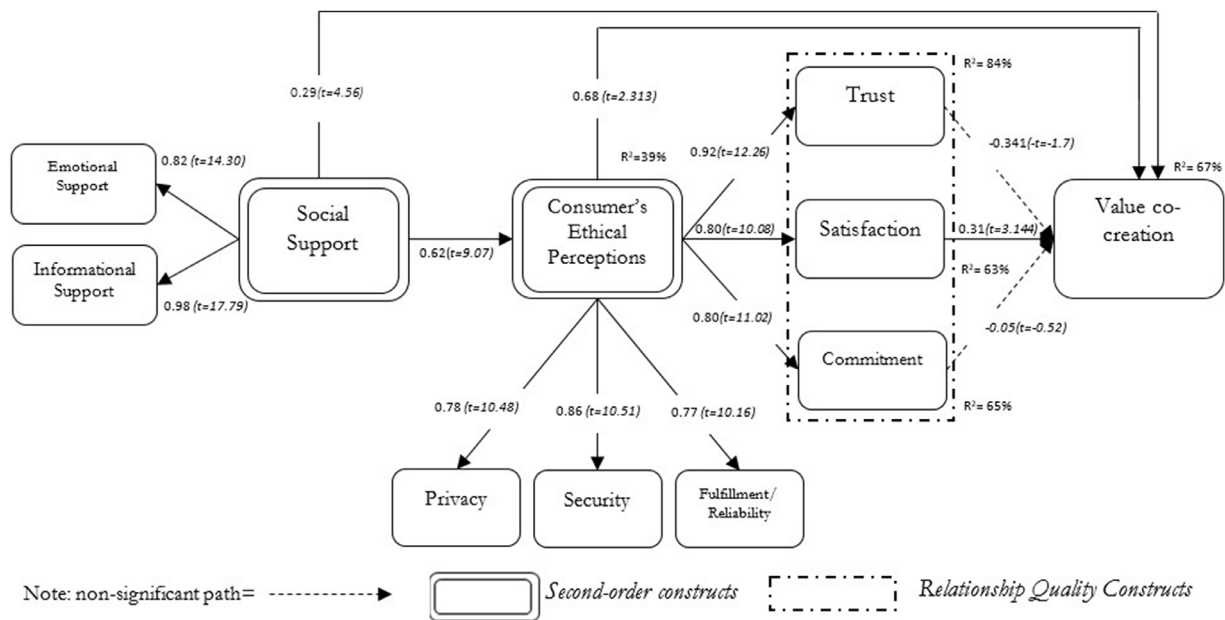 0.29(t=4.56)
0.68 (t=2.313)
R²= 84%
Trust
0.92(t=12.26)
-0.341(-t=-1.7)
Emotional
Support
0.82 (t=14.30)
R²=39%
R²= 67%
Social
Support
Consumer's
Ethical
Perceptions
0.62(t=9.07)
0.80(t=10.08)
Satisfaction
0.31(t=3.144)
Value co-
creation
R²= 63%
Informational
Support
0.98 (t=17.79)
0.80(t=11.02)
Commitment
-0.05(t=-0.52)
R²= 65%
0.78 (t=10.48)
0.86 (t=10.51)
0.77 (t=10.16)
Privacy
Security
Fulfillment/
Reliability
Note: non-significant path=
Second-order constructs
Relationship Quality Constructs